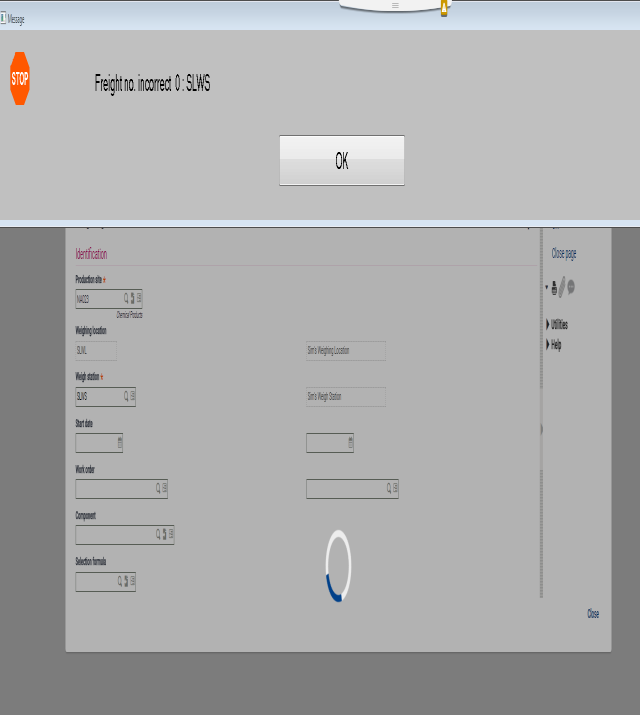 Message
STOP
Freight no. incorrect 0 : SLWS
OK
Identification
Close page
Production site *
NA023
Chemical Products
Utilities
Weighing location
Help
SLWL
Sim's Weighing Location
Weigh station *
SLWS
Sim's Weigh Station
Start date
Work order
Component
Selection formula
Close